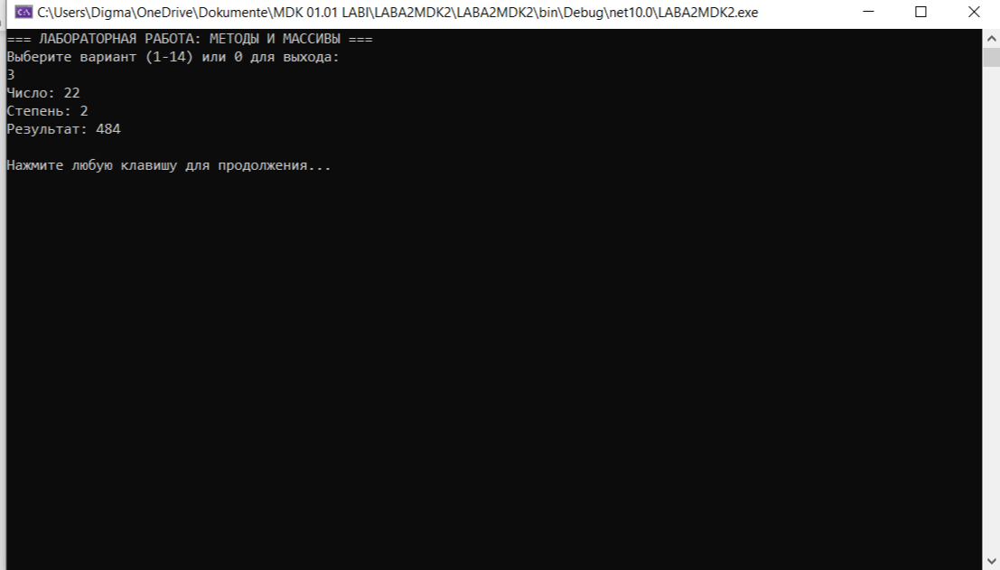 C:\Users\Digma\OneDrive\Dokumente\MDK 01.01 LABI\LABA2MDK2\LABA2MDK2\bin\Debug\net10.0\LABA2MDK2.exe
=== ЛАБОРАТОРНАЯ РАБОТА: МЕТОДЫ И МАССИВЫ ===
Выберите вариант (1-14) или 0 для выхода:
3
Число: 22
Степень: 2
Результат: 484
Нажмите любую клавишу для продолжения...